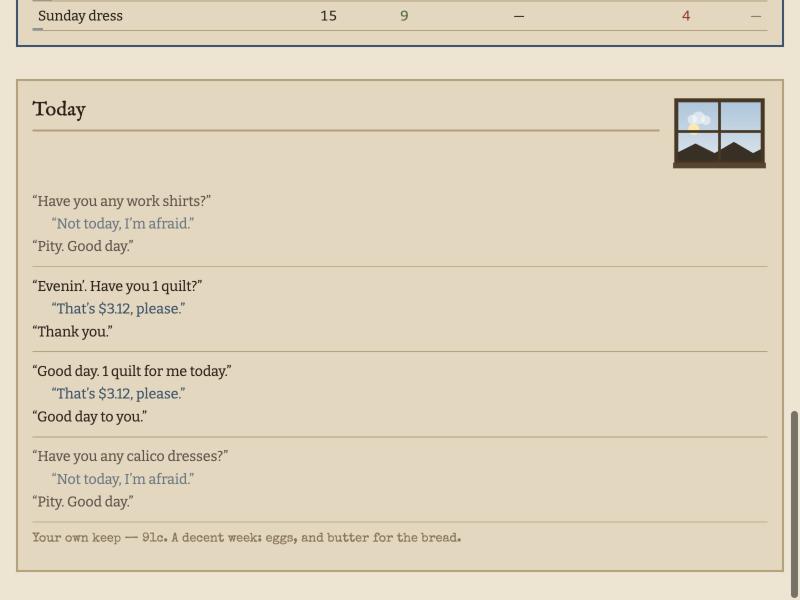 Sunday dress 15 9 — 4 —
Today
“Have you any work shirts?”
“Not today, I’m afraid.”
“Pity. Good day.”
“Evenin’. Have you 1 quilt?”
“That’s $3.12, please.”
“Thank you.”
“Good day. 1 quilt for me today.”
“That’s $3.12, please.”
“Good day to you.”
“Have you any calico dresses?”
“Not today, I’m afraid.”
“Pity. Good day.”
Your own keep — 91c. A decent week: eggs, and butter for the bread.